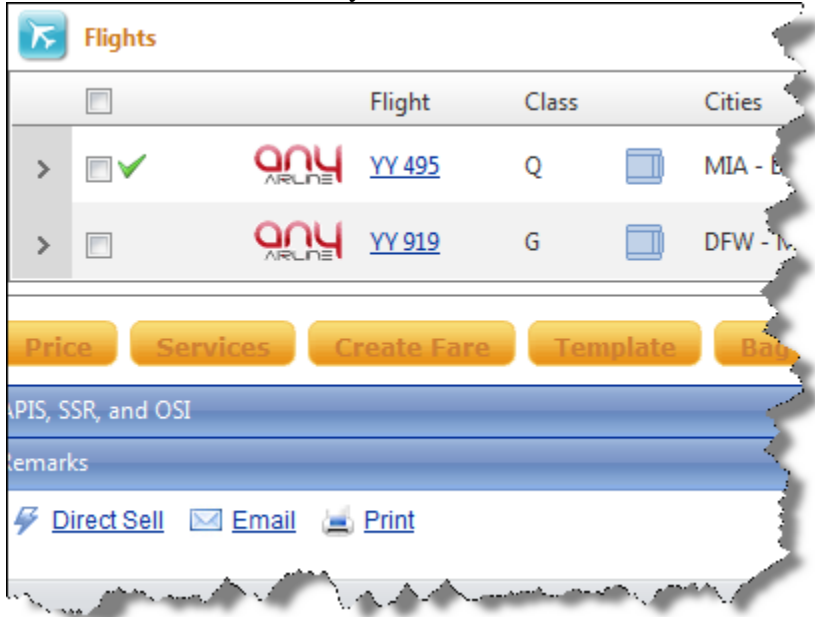 Flights
Flight Class Cities
any AIRLINE YY 495 Q MIA -
any AIRLINE YY 919 G DFW -
Price Services Create Fare Template Bag
APIS, SSR, and OSI
Remarks
Direct Sell Email Print